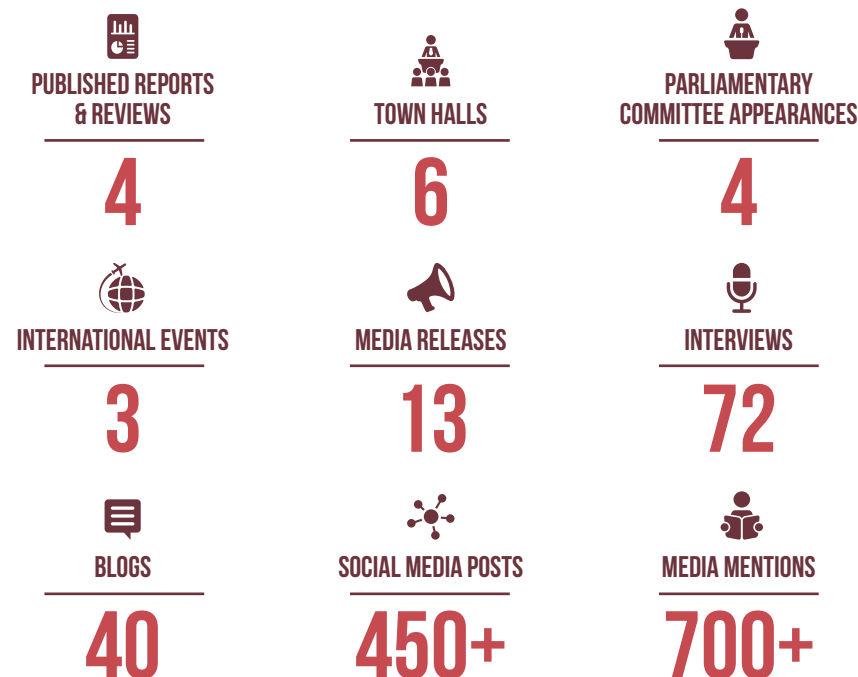 PUBLISHED REPORTS
& REVIEWS
4
TOWN HALLS
6
PARLIAMENTARY
COMMITTEE APPEARANCES
4
INTERNATIONAL EVENTS
3
MEDIA RELEASES
13
INTERVIEWS
72
BLOGS
40
SOCIAL MEDIA POSTS
450+
MEDIA MENTIONS
700+